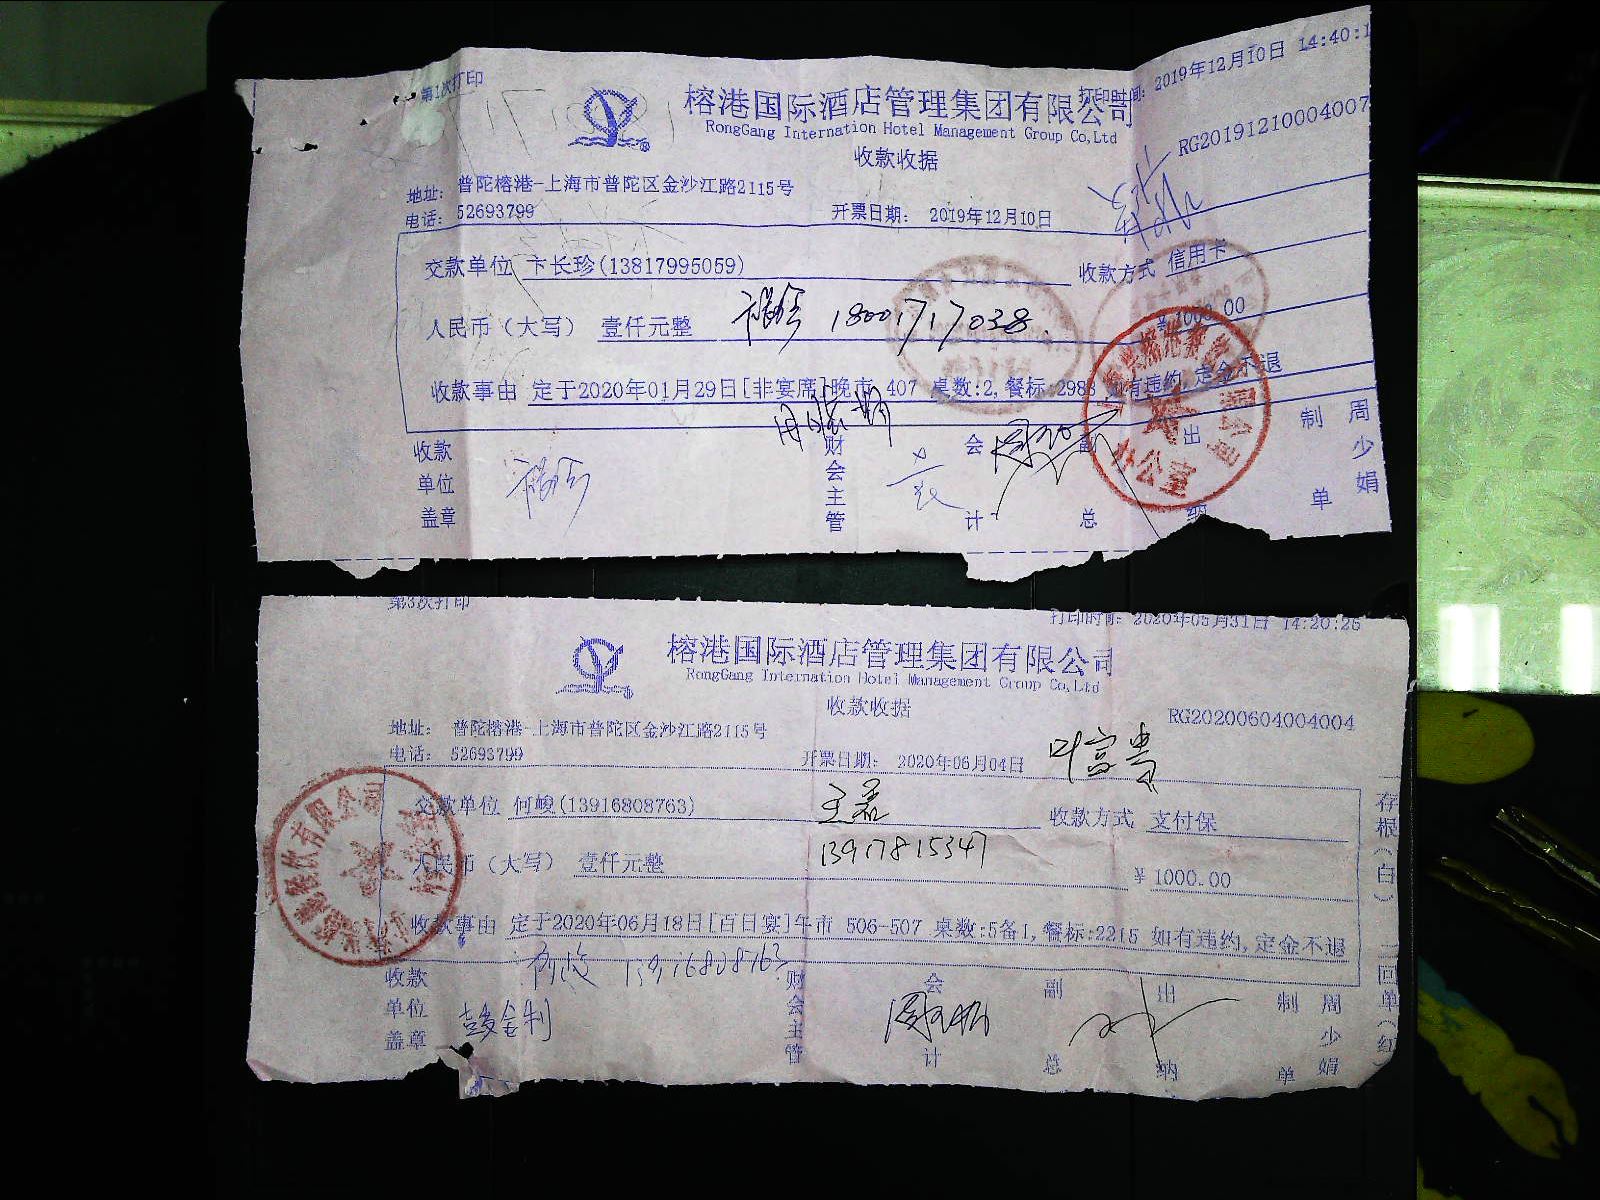 第1次打印
打印时间: 2019年12月10日 14:40:1
榕港国际酒店管理集团有限公司
RongGang Internation Hotel Management Group Co,Ltd
RG20191210004007
收款收据
地址: 普陀榕港-上海市普陀区金沙江路2115号
电话: 52693799 开票日期: 2019年12月10日
交款单位 卞长珍(13817995059) 收款方式 信用卡
人民币（大写） 壹仟元整 18001717038 ¥1000.00
收款事由 定于2020年01月29日[非宴席]晚市 407 桌数:2,餐标:2988 如有违约,定金不退
收款单位盖章 财会主管 会计 副总 出纳 制单 周少娟
办公室
第3次打印
打印时间: 2020年05月31日 14:20:26
榕港国际酒店管理集团有限公司
RongGang Internation Hotel Management Group Co,Ltd
收款收据
RG20200604004004
地址: 普陀榕港-上海市普陀区金沙江路2115号
电话: 52693799 开票日期: 2020年06月04日 叶富贵
交款单位 何峻(13916808763) 王磊 收款方式 支付保
13917815347
人民币（大写） 壹仟元整 ¥1000.00
收款事由 定于2020年06月18日[百日宴]午市 506-507 桌数:5备1,餐标:2215 如有违约,定金不退
13916808763
收款单位盖章 彭金利 财会主管 会计 副总 出纳 制单 周少娟
存根(白) 二回单(红)